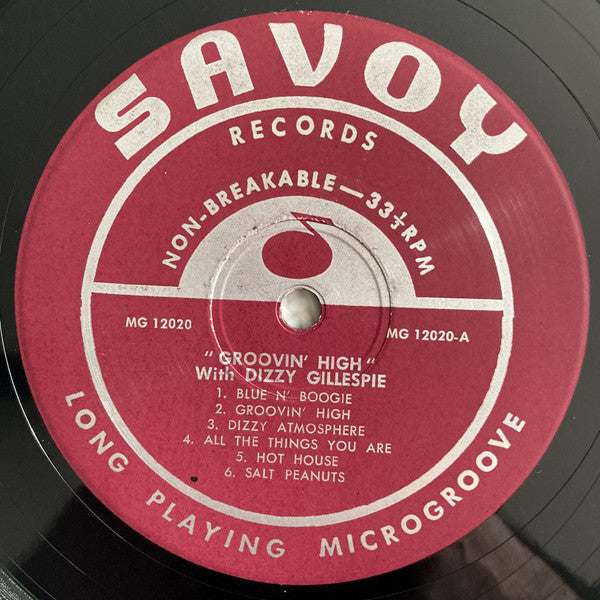 SAVOY
RECORDS
NON-BREAKABLE—33⅓RPM
MG 12020
MG 12020-A
"GROOVIN' HIGH"
With DIZZY GILLESPIE
1. BLUE N' BOOGIE
2. GROOVIN' HIGH
3. DIZZY ATMOSPHERE
4. ALL THE THINGS YOU ARE
5. HOT HOUSE
6. SALT PEANUTS
LONG PLAYING MICROGROOVE